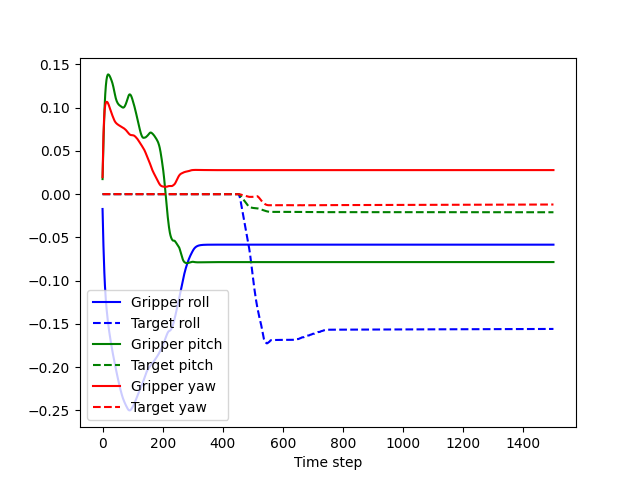 0.15
0.10
0.05
0.00
−0.05
−0.10
−0.15
−0.20
−0.25
Gripper roll
Target roll
Gripper pitch
Target pitch
Gripper yaw
Target yaw
0 200 400 600 800 1000 1200 1400
Time step